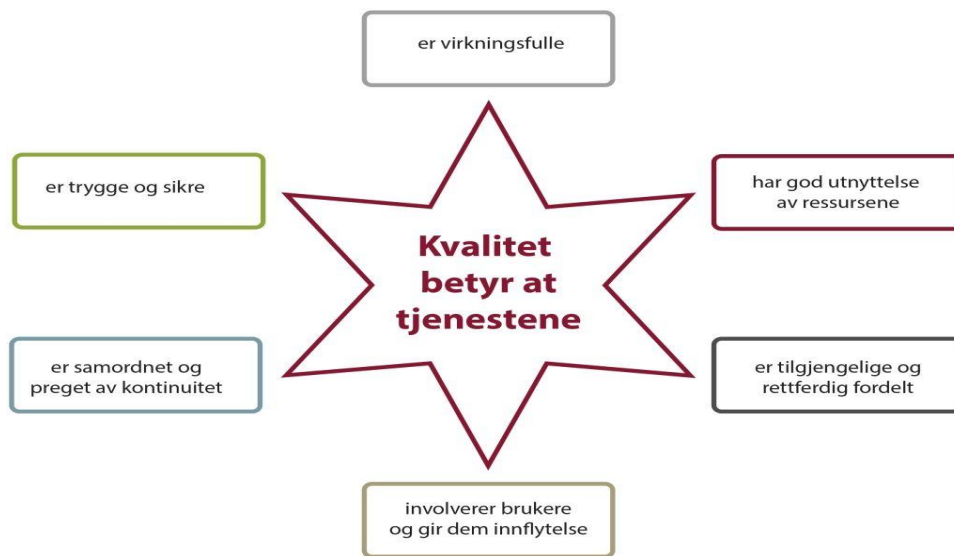 er virkningsfulle
er trygge og sikre
har god utnyttelse
av ressursene
Kvalitet
betyr at
tjenestene
er samordnet og
preget av kontinuitet
er tilgjengelige og
rettferdig fordelt
involverer brukere
og gir dem innflytelse